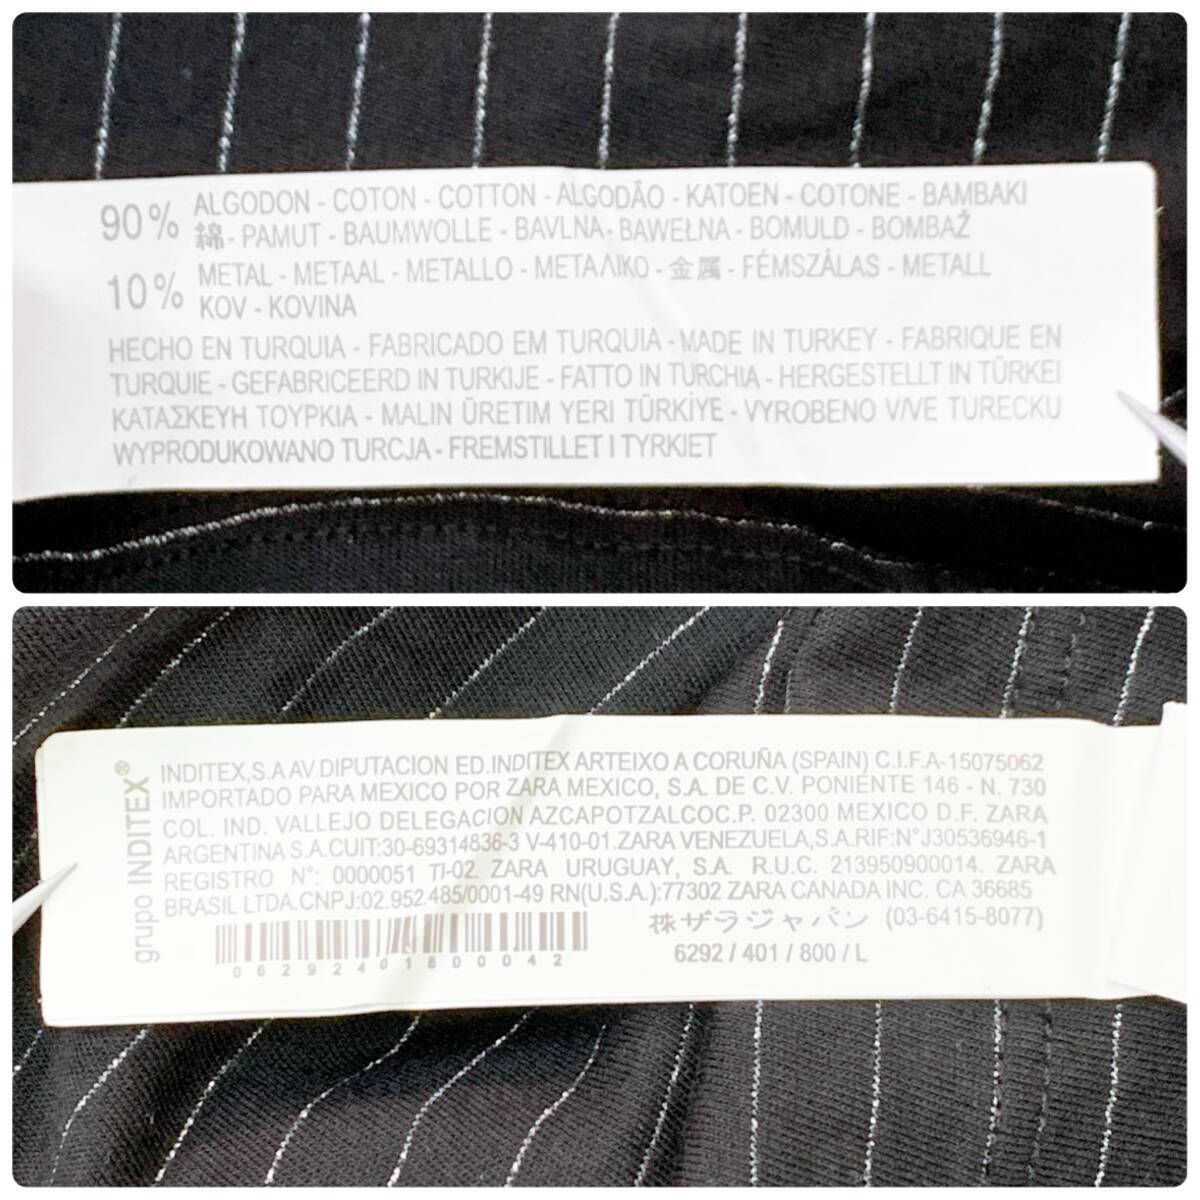 90% ALGODON - COTON - COTTON - ALGODÃO - KATOEN - COTONE - BAMBAKI
綿 - PAMUT - BAUMWOLLE - BAVLNA - BAWEŁNA - BOMULD - BOMBAŽ
10% METAL - METAAL - METALLO - ΜΕΤΑΛΙΚΟ - 金属 - FÉMSZÁLAS - METALL
KOV - KOVINA
HECHO EN TURQUIA - FABRICADO EM TURQUIA - MADE IN TURKEY - FABRIQUE EN
TURQUIE - GEFABRICEERD IN TURKIJE - FATTO IN TURCHIA - HERGESTELLT IN TÜRKEI
ΚΑΤΑΣΚΕΥΗ ΤΟΥΡΚΙΑ - MALIN ÜRETIM YERI TÜRKİYE - VYROBENO V/VE TURECKU
WYPRODUKOWANO TURCJA - FREMSTILLET I TYRKIET
grupo INDITEX®
INDITEX,S.A AV.DIPUTACION ED.INDITEX ARTEIXO A CORUÑA (SPAIN) C.I.F.A-15075062
IMPORTADO PARA MEXICO POR ZARA MEXICO, S.A. DE C.V. PONIENTE 146 - N. 730
COL. IND. VALLEJO DELEGACION AZCAPOTZALCOC.P. 02300 MEXICO D.F. ZARA
ARGENTINA S.A.CUIT:30-69314836-3 V-410-01.ZARA VENEZUELA,S.A.RIF:N°J30536946-1
REGISTRO N°: 0000051 TI-02. ZARA URUGUAY, S.A. R.U.C. 213950900014. ZARA
BRASIL LTDA.CNPJ:02.952.485/0001-49 RN(U.S.A.):77302 ZARA CANADA INC. CA 36685
株ザラジャパン (03-6415-8077)
06292401800042
6292 / 401 / 800 / L